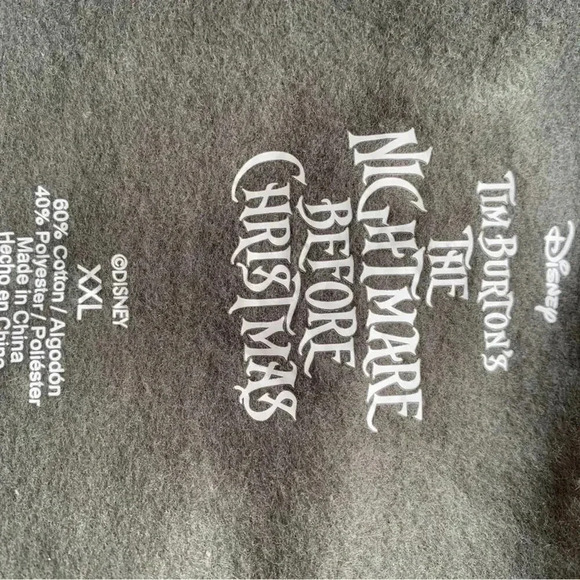 Disney
TIM BURTON'S
THE
NIGHTMARE
BEFORE
CHRISTMAS
©DISNEY
XXL
60% Cotton / Algodón
40% Polyester / Poliéster
Made in China
Hecho en China